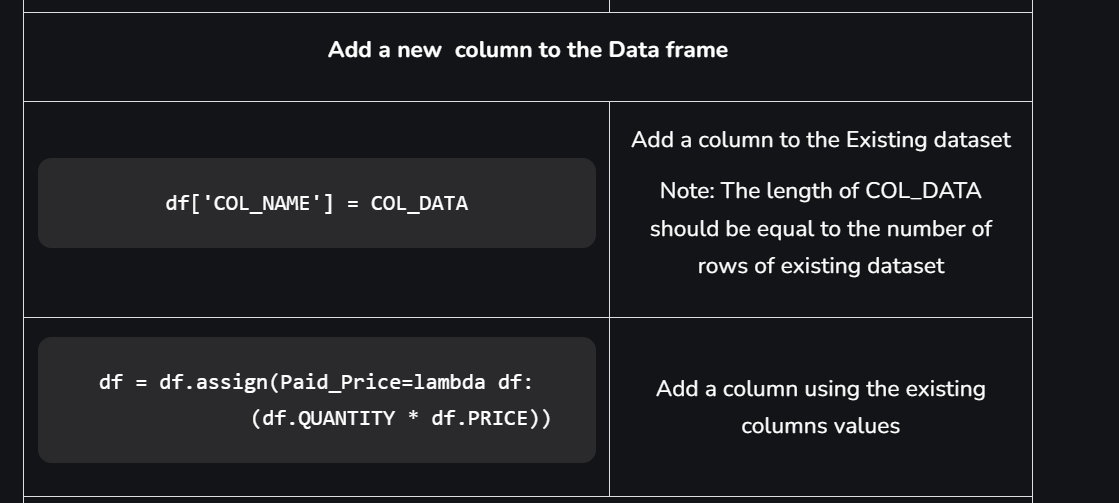 Add a new  column to the Data frame
df['COL_NAME'] = COL_DATA
Add a column to the Existing dataset
Note: The length of COL_DATA
should be equal to the number of
rows of existing dataset
df = df.assign(Paid_Price=lambda df:
(df.QUANTITY * df.PRICE))
Add a column using the existing
columns values